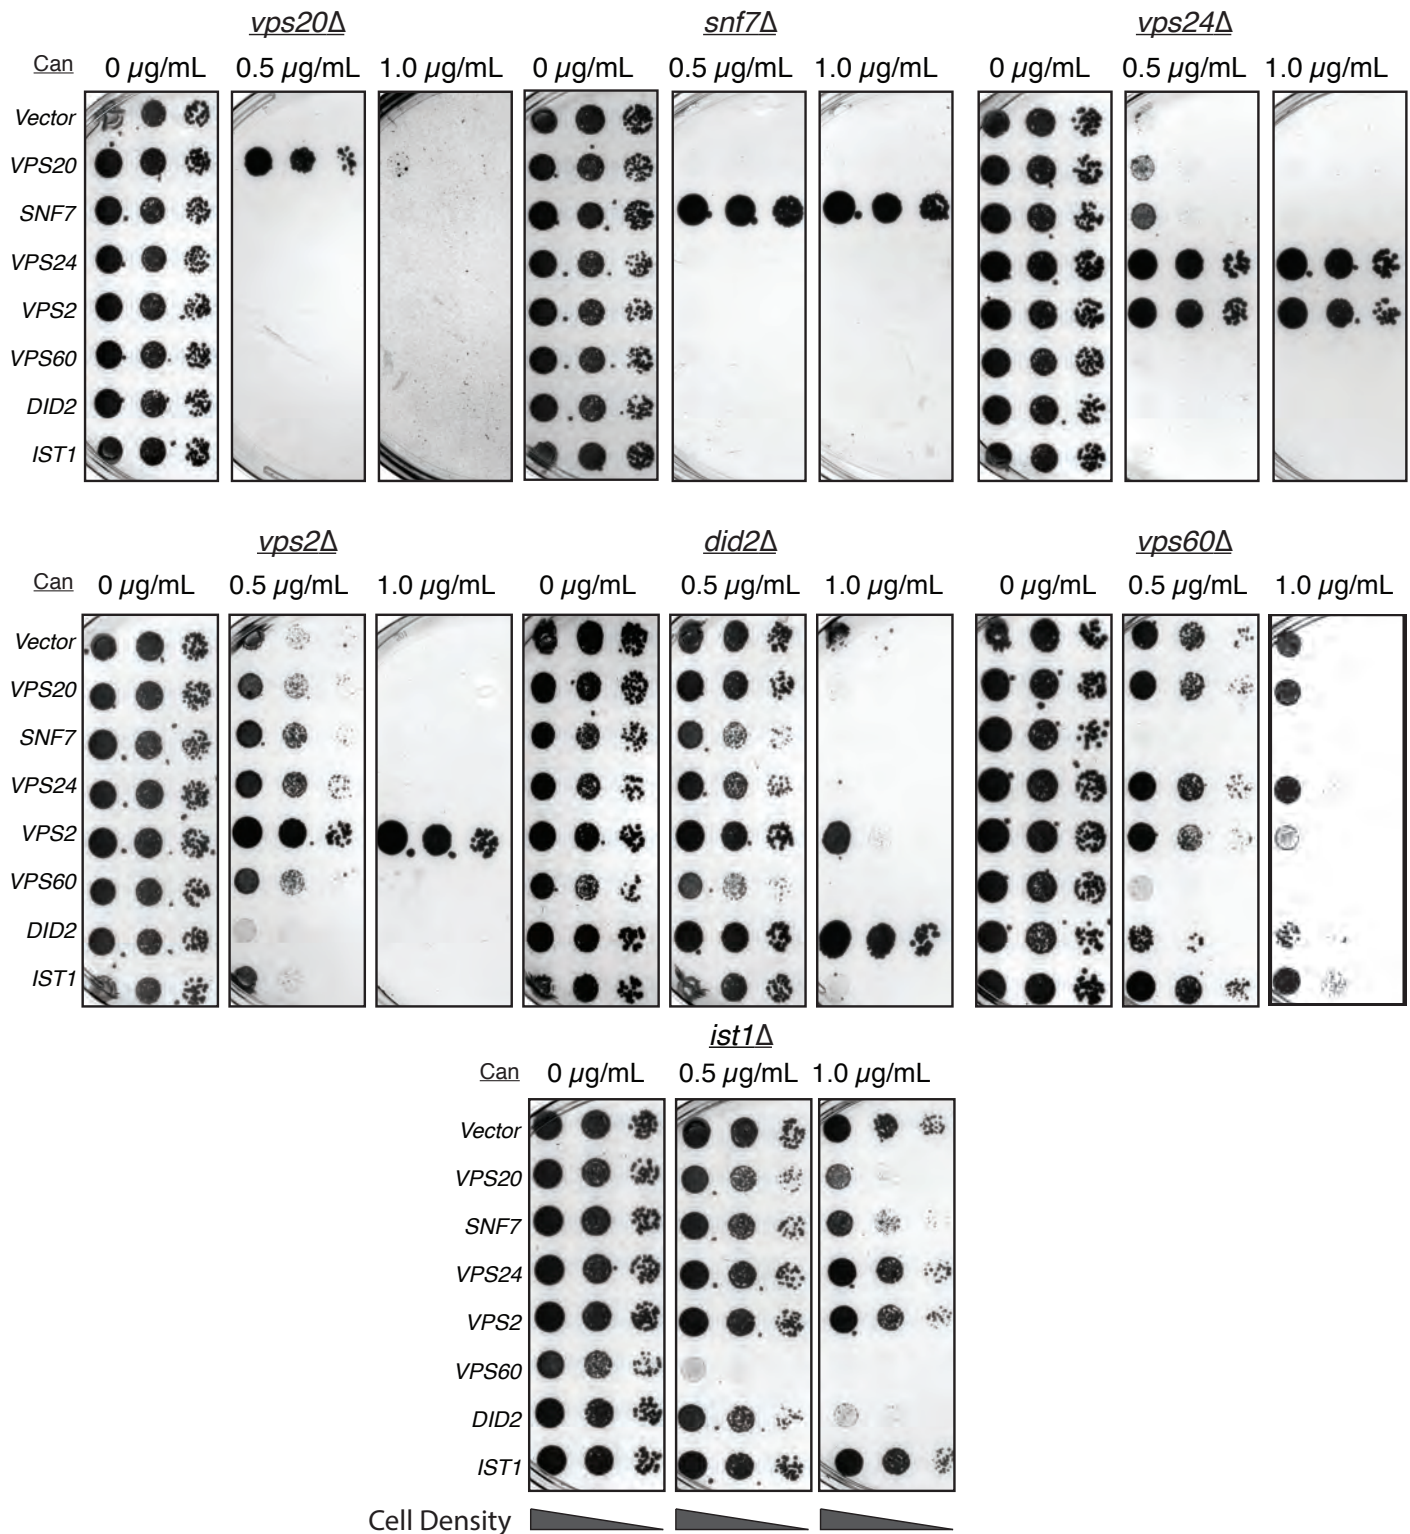 vps20Δ snf7Δ vps24Δ
Can 0 µg/mL 0.5 µg/mL 1.0 µg/mL 0 µg/mL 0.5 µg/mL 1.0 µg/mL 0 µg/mL 0.5 µg/mL 1.0 µg/mL
Vector
VPS20
SNF7
VPS24
VPS2
VPS60
DID2
IST1
vps2Δ did2Δ vps60Δ
Can 0 µg/mL 0.5 µg/mL 1.0 µg/mL 0 µg/mL 0.5 µg/mL 1.0 µg/mL 0 µg/mL 0.5 µg/mL 1.0 µg/mL
Vector
VPS20
SNF7
VPS24
VPS2
VPS60
DID2
IST1
ist1Δ
Can 0 µg/mL 0.5 µg/mL 1.0 µg/mL
Vector
VPS20
SNF7
VPS24
VPS2
VPS60
DID2
IST1
Cell Density